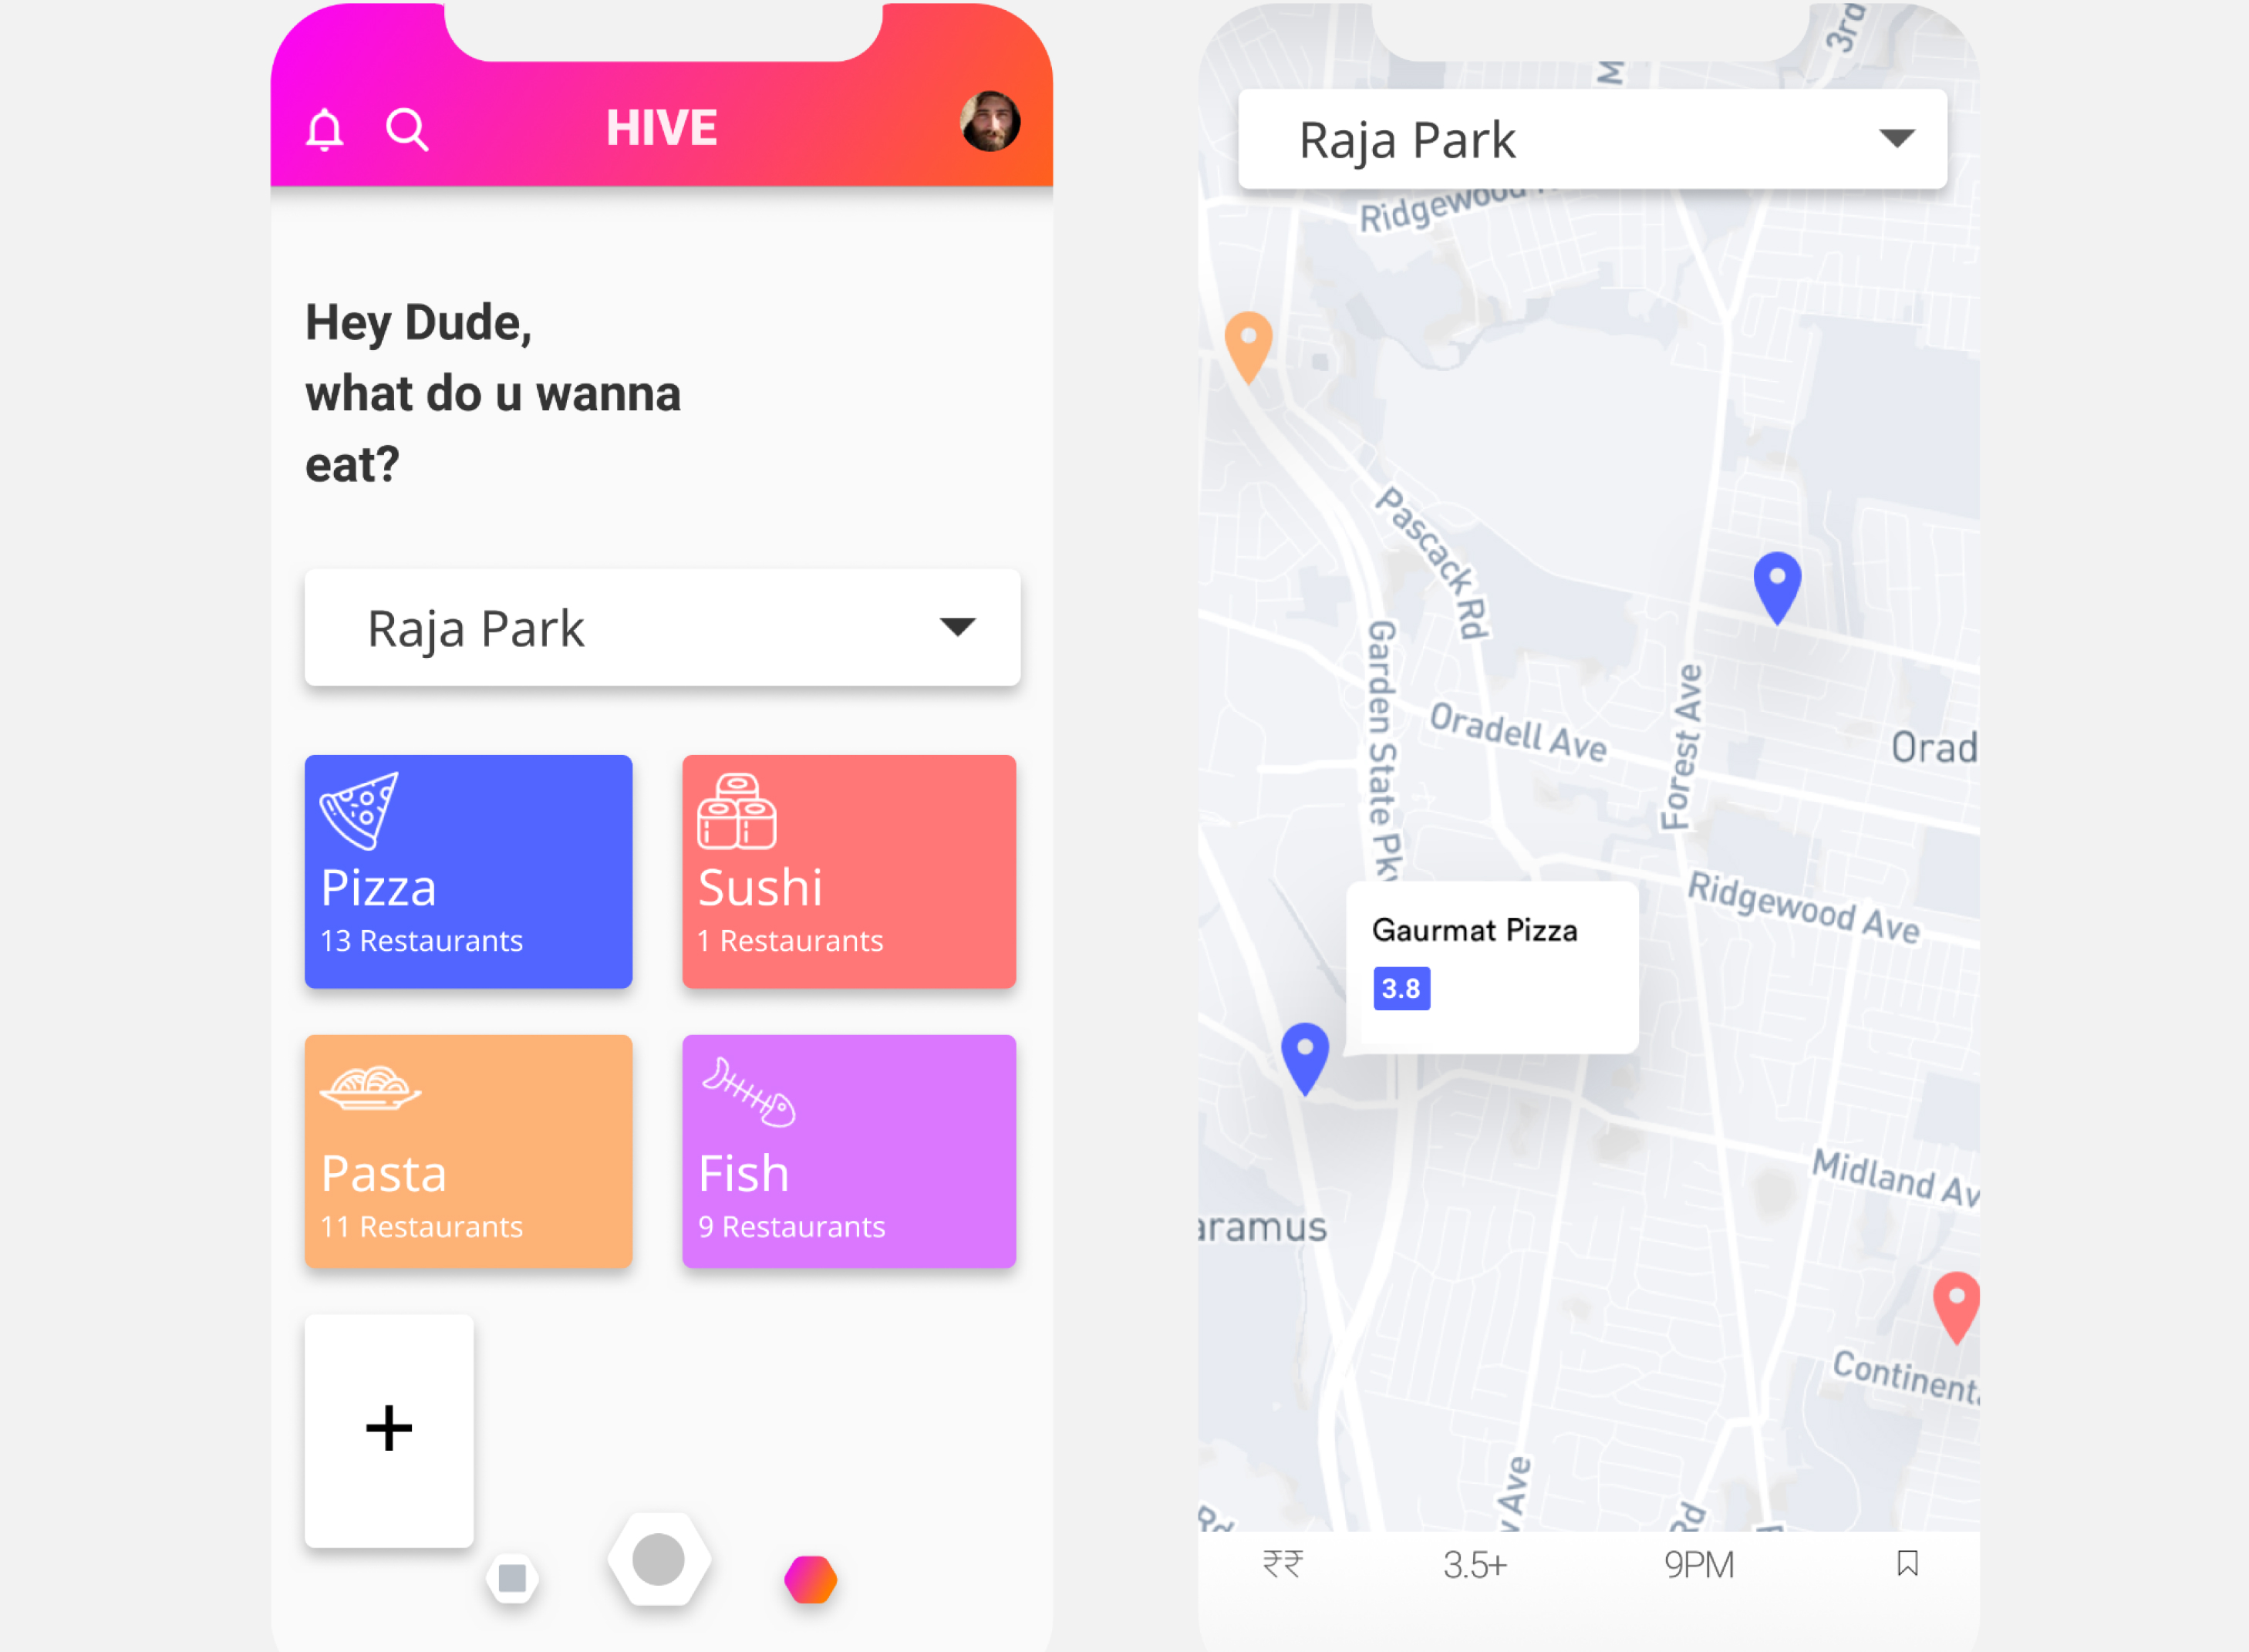 HIVE
Hey Dude,
what do u wanna
eat?
Raja Park
Pizza
13 Restaurants
Sushi
1 Restaurants
Pasta
11 Restaurants
Fish
9 Restaurants
+
Raja Park
3rd
M
Ridgewood
Pascack Rd
Garden State Pkw
Oradell Ave
Forest Ave
Orad
Ridgewood Ave
Gaurmat Pizza
3.8
Midland Av
aramus
Continent
Ave
Rd
Rd
₹₹
3.5+
9PM